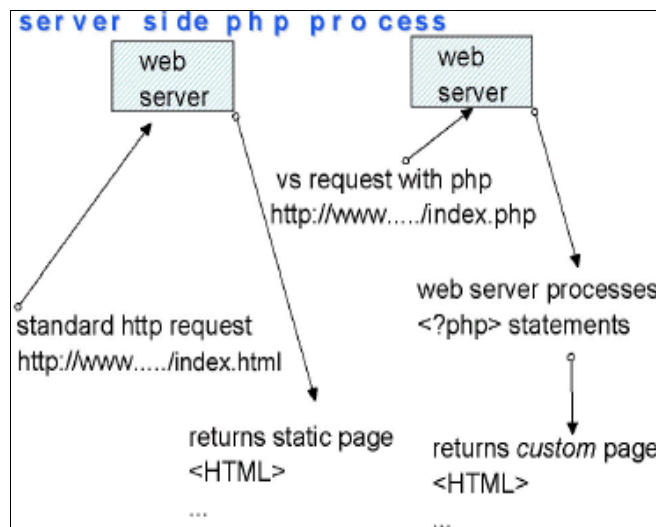 server side php process
web
server
standard http request
http://www...../index.html
returns static page
<HTML>
...
web
server
vs request with php
http://www...../index.php
web server processes
<?php> statements
returns custom page
<HTML>
...